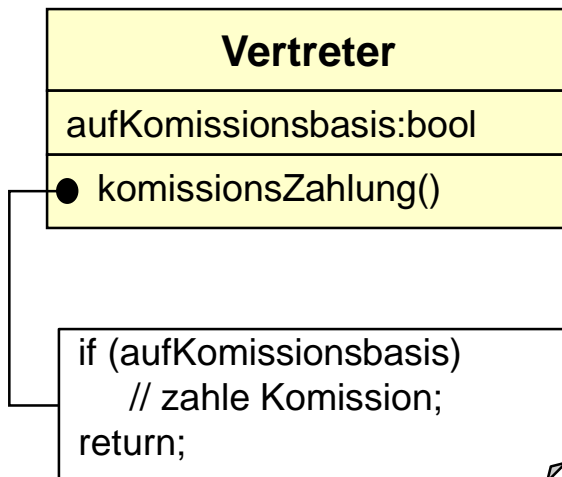 Vertreter
aufKomissionsbasis:bool
komissionsZahlung()
if (aufKomissionsbasis)
// zahle Komission;
return;